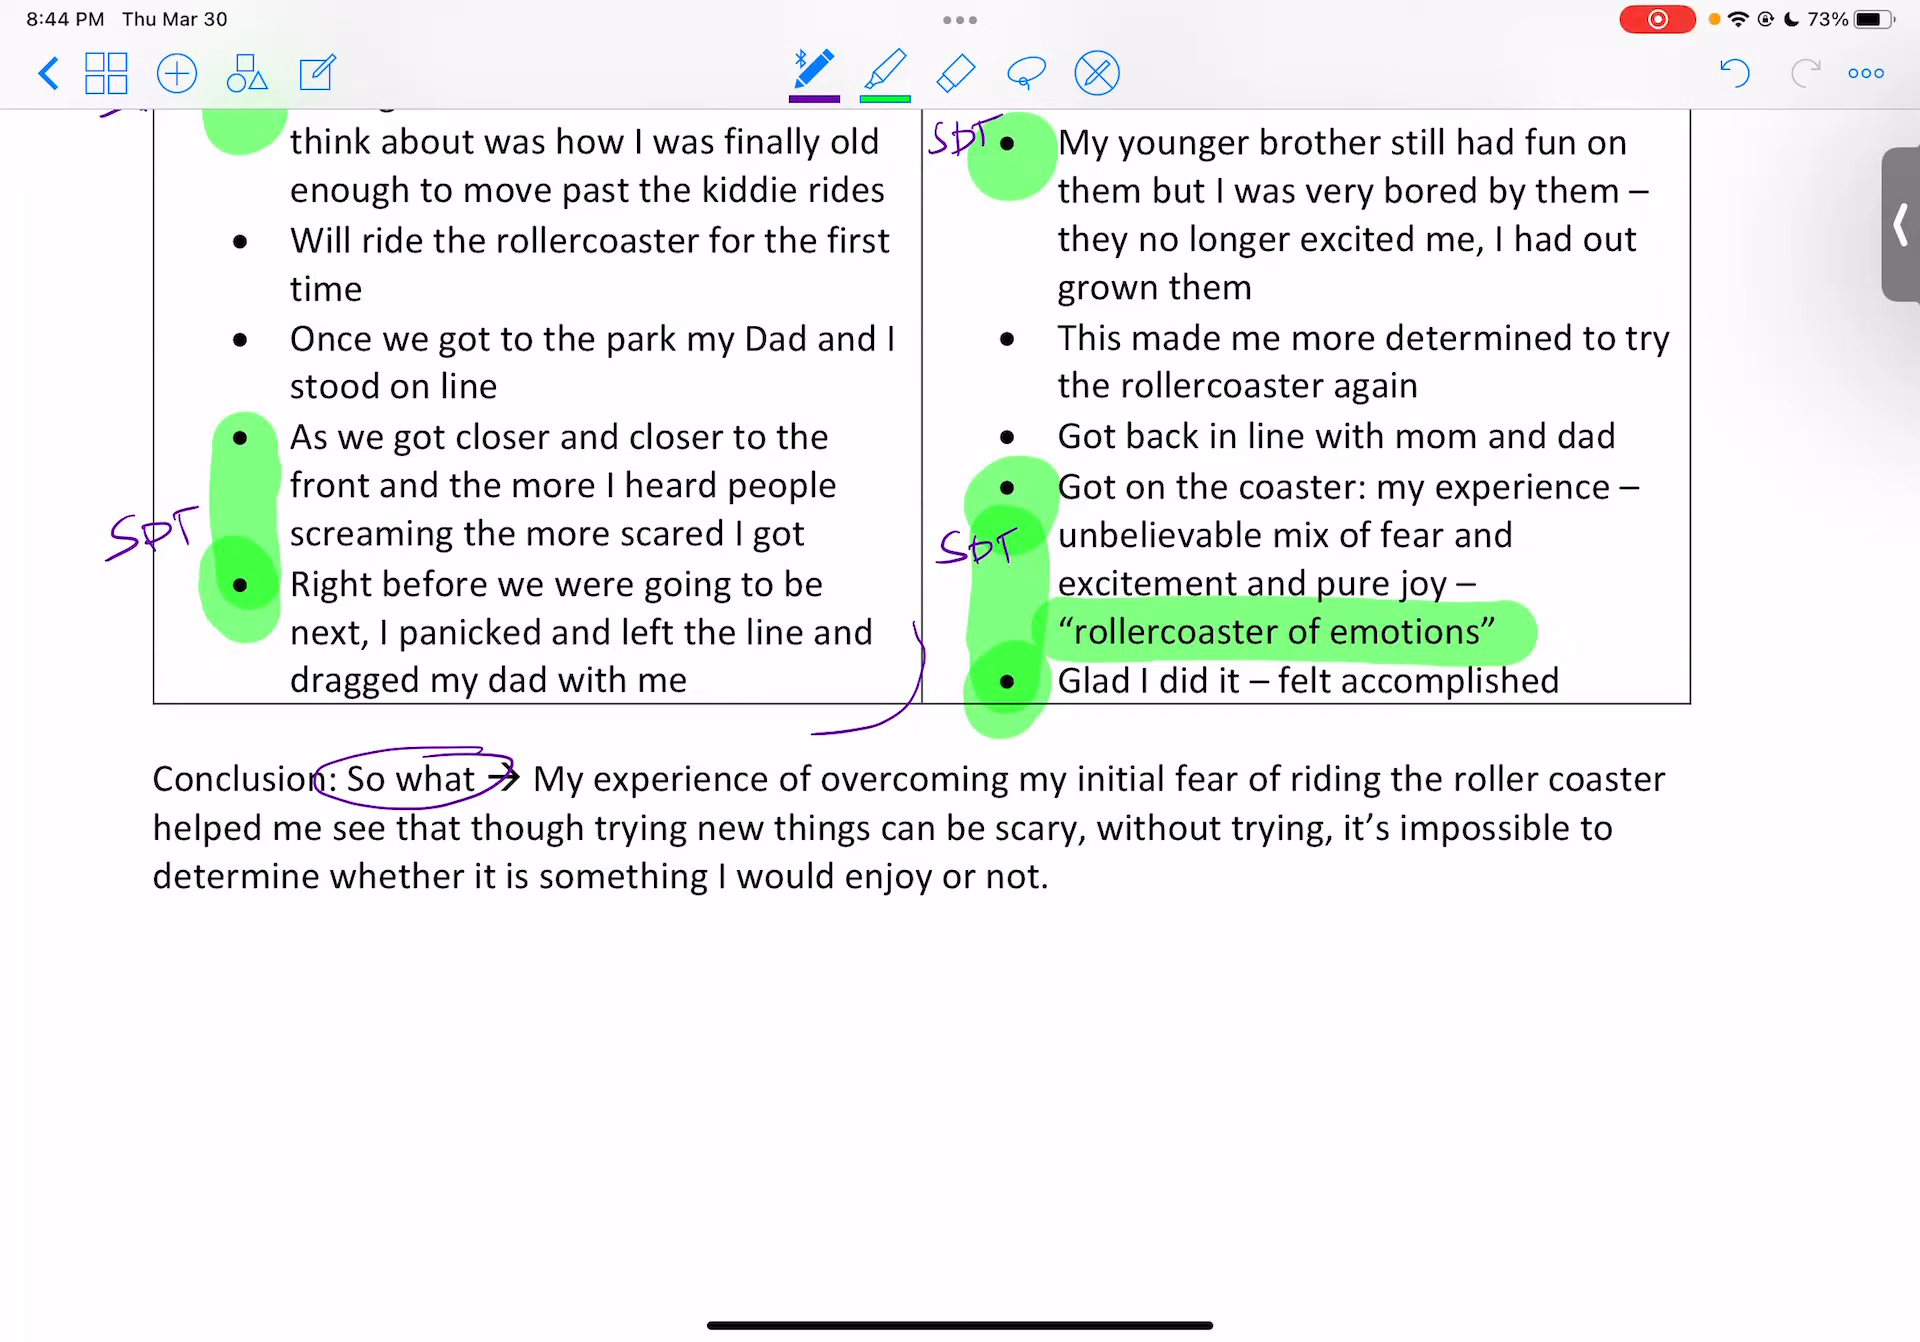 8:44 PM Thu Mar 30
73%
think about was how I was finally old
enough to move past the kiddie rides
• Will ride the rollercoaster for the first
time
• Once we got to the park my Dad and I
stood on line
• As we got closer and closer to the
front and the more I heard people
screaming the more scared I got
SDT
• Right before we were going to be
next, I panicked and left the line and
dragged my dad with me
SDT
• My younger brother still had fun on
them but I was very bored by them –
they no longer excited me, I had out
grown them
• This made me more determined to try
the rollercoaster again
• Got back in line with mom and dad
• Got on the coaster: my experience –
unbelievable mix of fear and
SDT
excitement and pure joy –
“rollercoaster of emotions”
• Glad I did it – felt accomplished
Conclusion: So what → My experience of overcoming my initial fear of riding the roller coaster
helped me see that though trying new things can be scary, without trying, it’s impossible to
determine whether it is something I would enjoy or not.